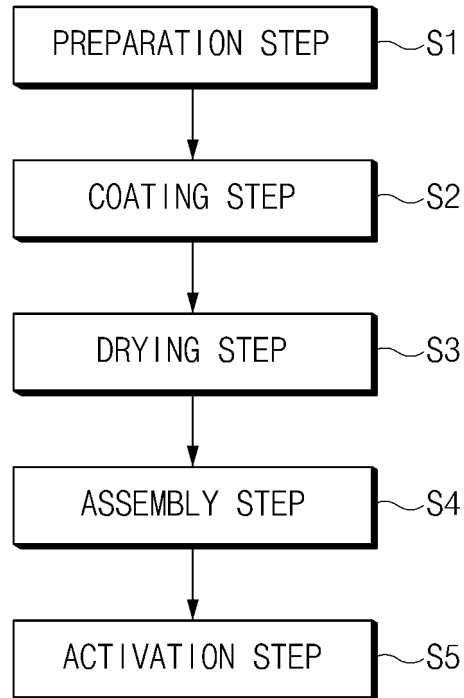 PREPARATION STEP S1
COATING STEP S2
DRYING STEP S3
ASSEMBLY STEP S4
ACTIVATION STEP S5